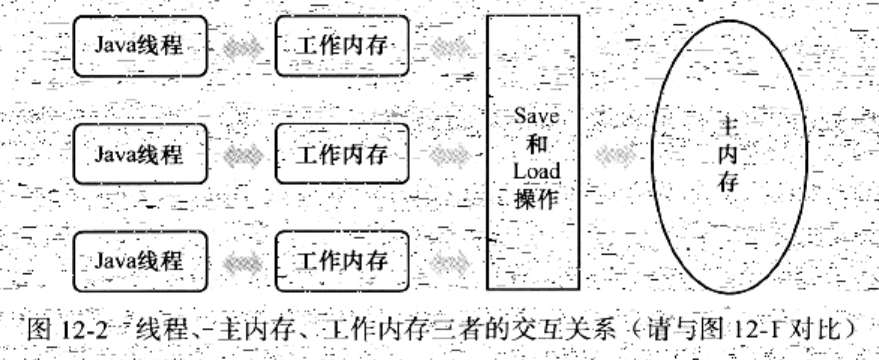 Java线程 工作内存
Java线程 工作内存
Java线程 工作内存
Save
和
Load
操作
主
内
存
图 12-2 线程、主内存、工作内存三者的交互关系（请与图 12-1 对比）